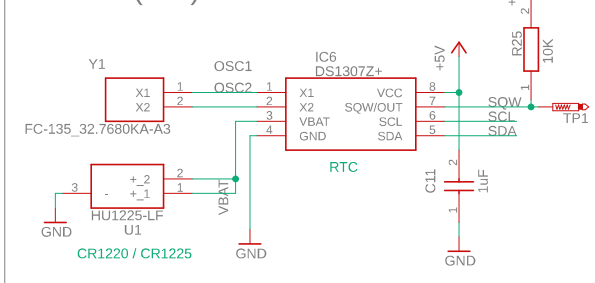 2
+
R25
10K
1
+5V
Y1
OSC1
IC6
DS1307Z+
OSC2
X1 1
X2 2
FC-135_32.7680KA-A3
1 X1 VCC 8
2 X2 SQW/OUT 7 SQW
3 VBAT SCL 6 SCL
4 GND SDA 5 SDA
TP1
RTC
3 - +_2 2
+_1 1
VBAT
HU1225-LF
U1
GND
CR1220 / CR1225
GND
2
C11
1uF
1
GND